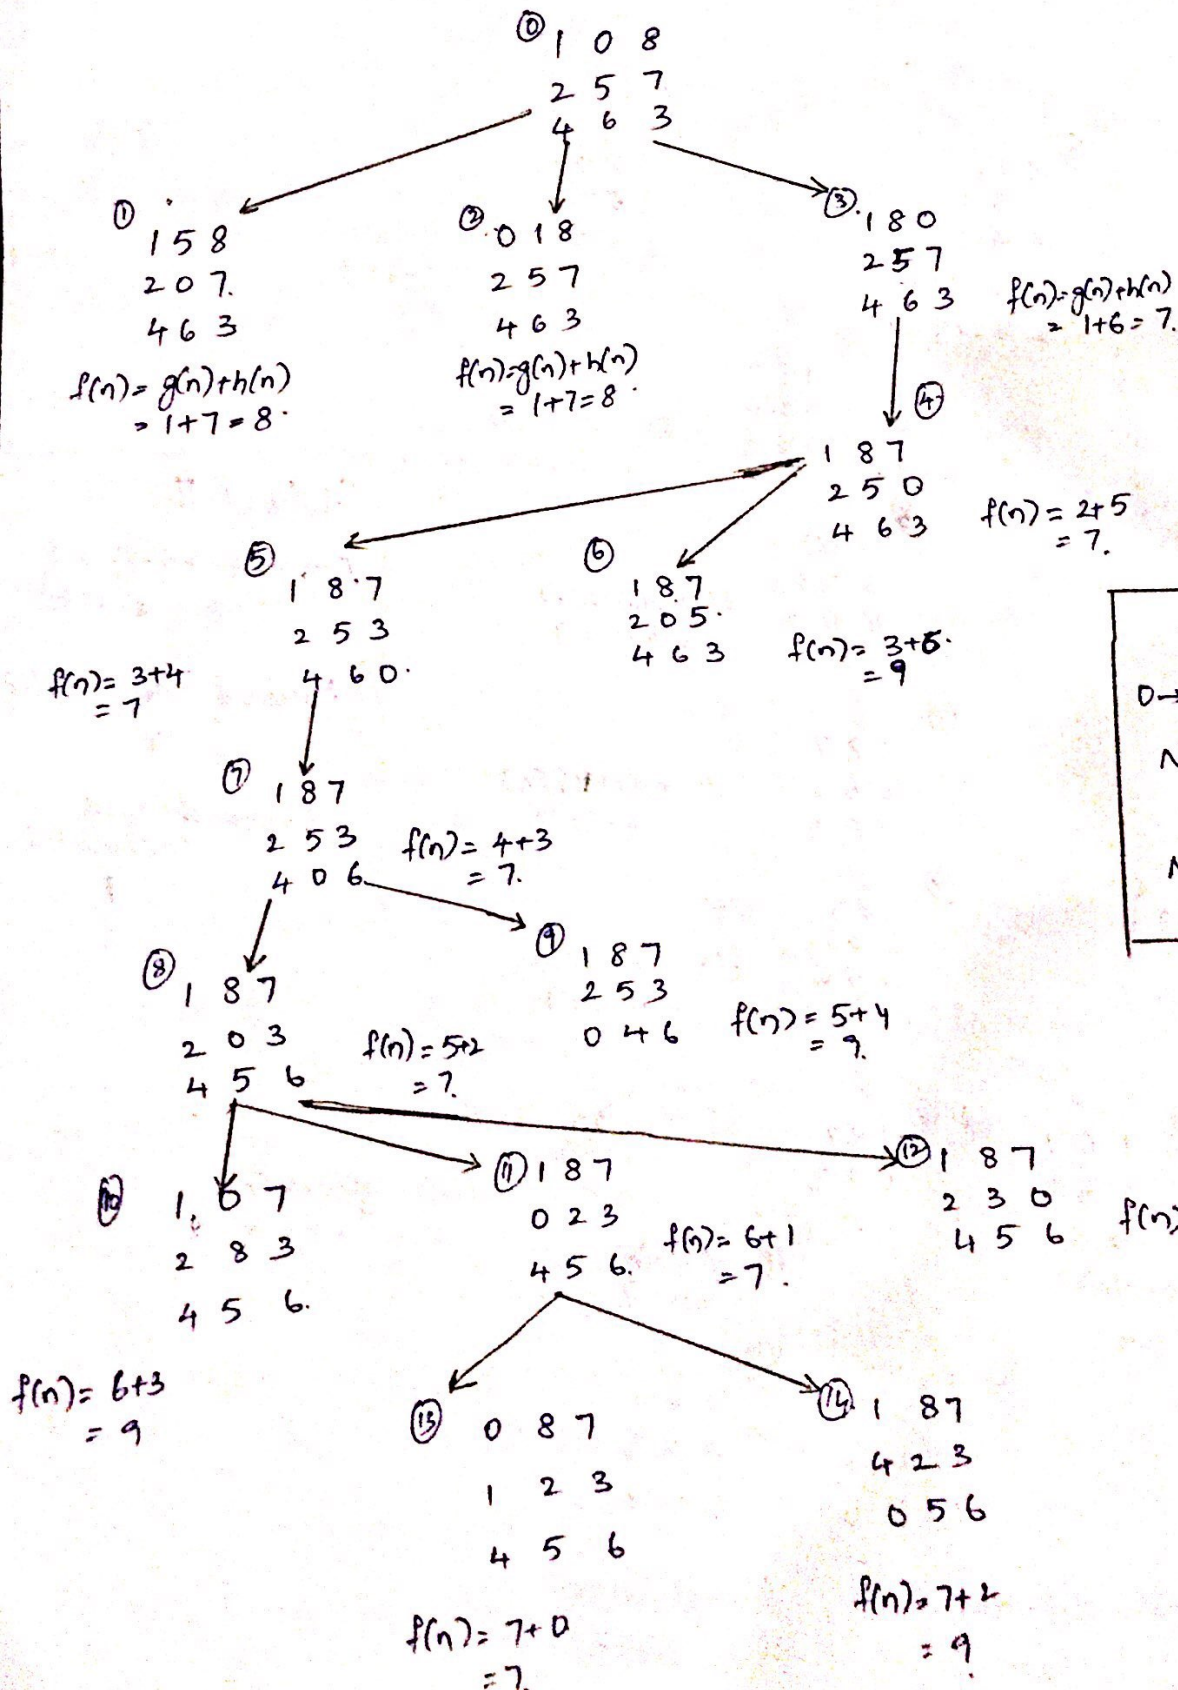 ⓪
1 0 8
2 5 7
4 6 3
①
1 5 8
2 0 7.
4 6 3
f(n) = g(n)+h(n)
= 1+7=8.
②
0 1 8
2 5 7
4 6 3
f(n)=g(n)+h(n)
= 1+7=8.
③
1 8 0
2 5 7
4 6 3
f(n)=g(n)+h(n)
= 1+6=7.
④
1 8 7
2 5 0
4 6 3
f(n) = 2+5
= 7.
⑤
1 8 7
2 5 3
4 6 0.
f(n)= 3+4
= 7
⑥
1 8 7
2 0 5.
4 6 3
f(n)= 3+6.
= 9
0→
N
N
⑦
1 8 7
2 5 3
4 0 6
f(n)= 4+3
= 7.
⑧
1 8 7
2 0 3
4 5 6
f(n)= 5+2
= 7.
⑨
1 8 7
2 5 3
0 4 6
f(n) = 5+4
= 9.
⑩
1 0 7
2 8 3
4 5 6.
f(n)= 6+3
= 9
⑪
1 8 7
0 2 3
4 5 6.
f(n)= 6+1
= 7.
⑫
1 8 7
2 3 0
4 5 6
f(n)
⑬
0 8 7
1 2 3
4 5 6
f(n)= 7+0
= 7.
⑭
1 8 7
4 2 3
0 5 6
f(n)= 7+2
= 9